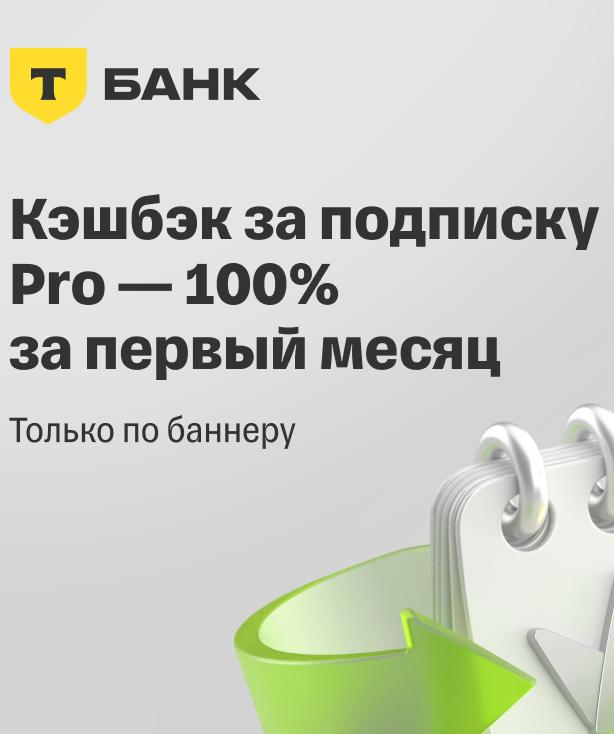 Т БАНК
Кэшбэк за подписку
Pro — 100%
за первый месяц
Только по баннеру